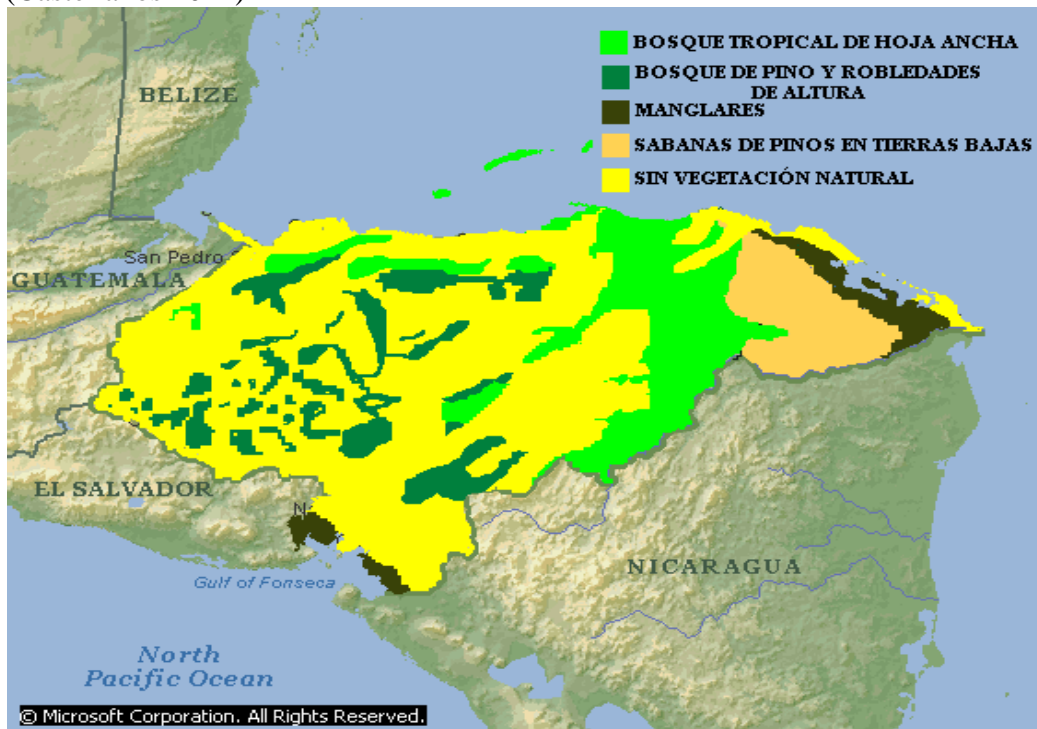 BELIZE
BOSQUE TROPICAL DE HOJA ANCHA
BOSQUE DE PINO Y ROBLEDADES
DE ALTURA
MANGLARES
SABANAS DE PINOS EN TIERRAS BAJAS
SIN VEGETACIÓN NATURAL
San Pedro
GUATEMALA
EL SALVADOR
N
NICARAGUA
Gulf of Fonseca
North
Pacific Ocean
© Microsoft Corporation. All Rights Reserved.